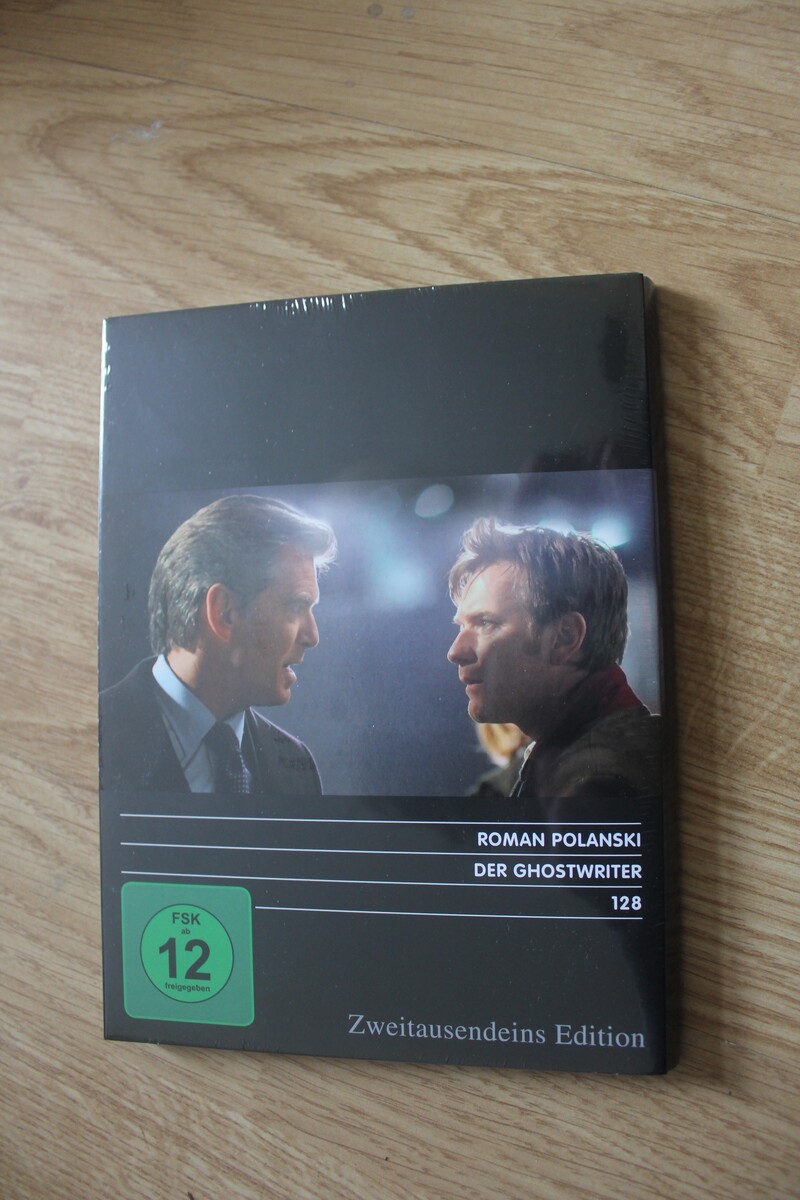 ROMAN POLANSKI
DER GHOSTWRITER
128
FSK
ab
12
freigegeben
Zweitausendeins Edition